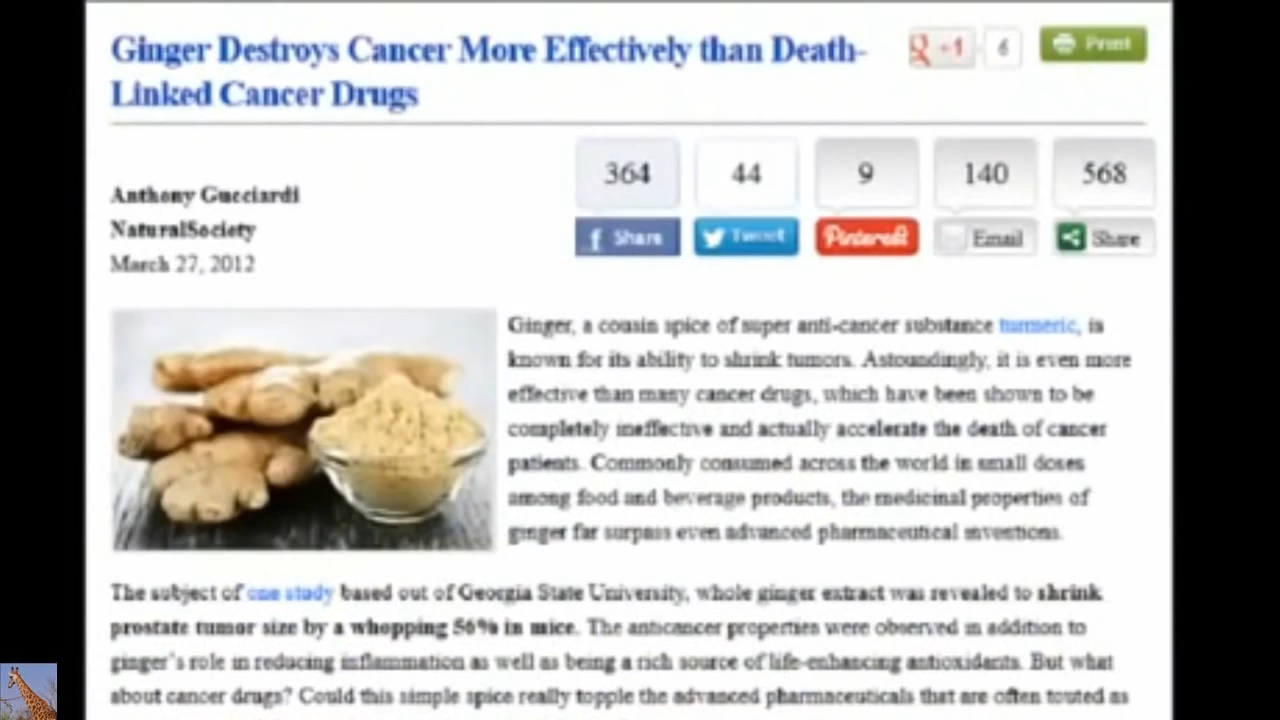 Ginger Destroys Cancer More Effectively than Death-
Linked Cancer Drugs
+1
6
Print
Anthony Gucciardi
NaturalSociety
March 27, 2012
364
44
9
140
568
Share
Tweet
Pinterest
Email
Share
Ginger, a cousin spice of super anti-cancer substance turmeric, is
known for its ability to shrink tumors. Astoundingly, it is even more
effective than many cancer drugs, which have been shown to be
completely ineffective and actually accelerate the death of cancer
patients. Commonly consumed across the world in small doses
among food and beverage products, the medicinal properties of
ginger far surpass even advanced pharmaceutical inventions.
The subject of one study based out of Georgia State University, whole ginger extract was revealed to shrink
prostate tumor size by a whopping 56% in mice. The anticancer properties were observed in addition to
ginger's role in reducing inflammation as well as being a rich source of life-enhancing antioxidants. But what
about cancer drugs? Could this simple spice really topple the advanced pharmaceuticals that are often touted as